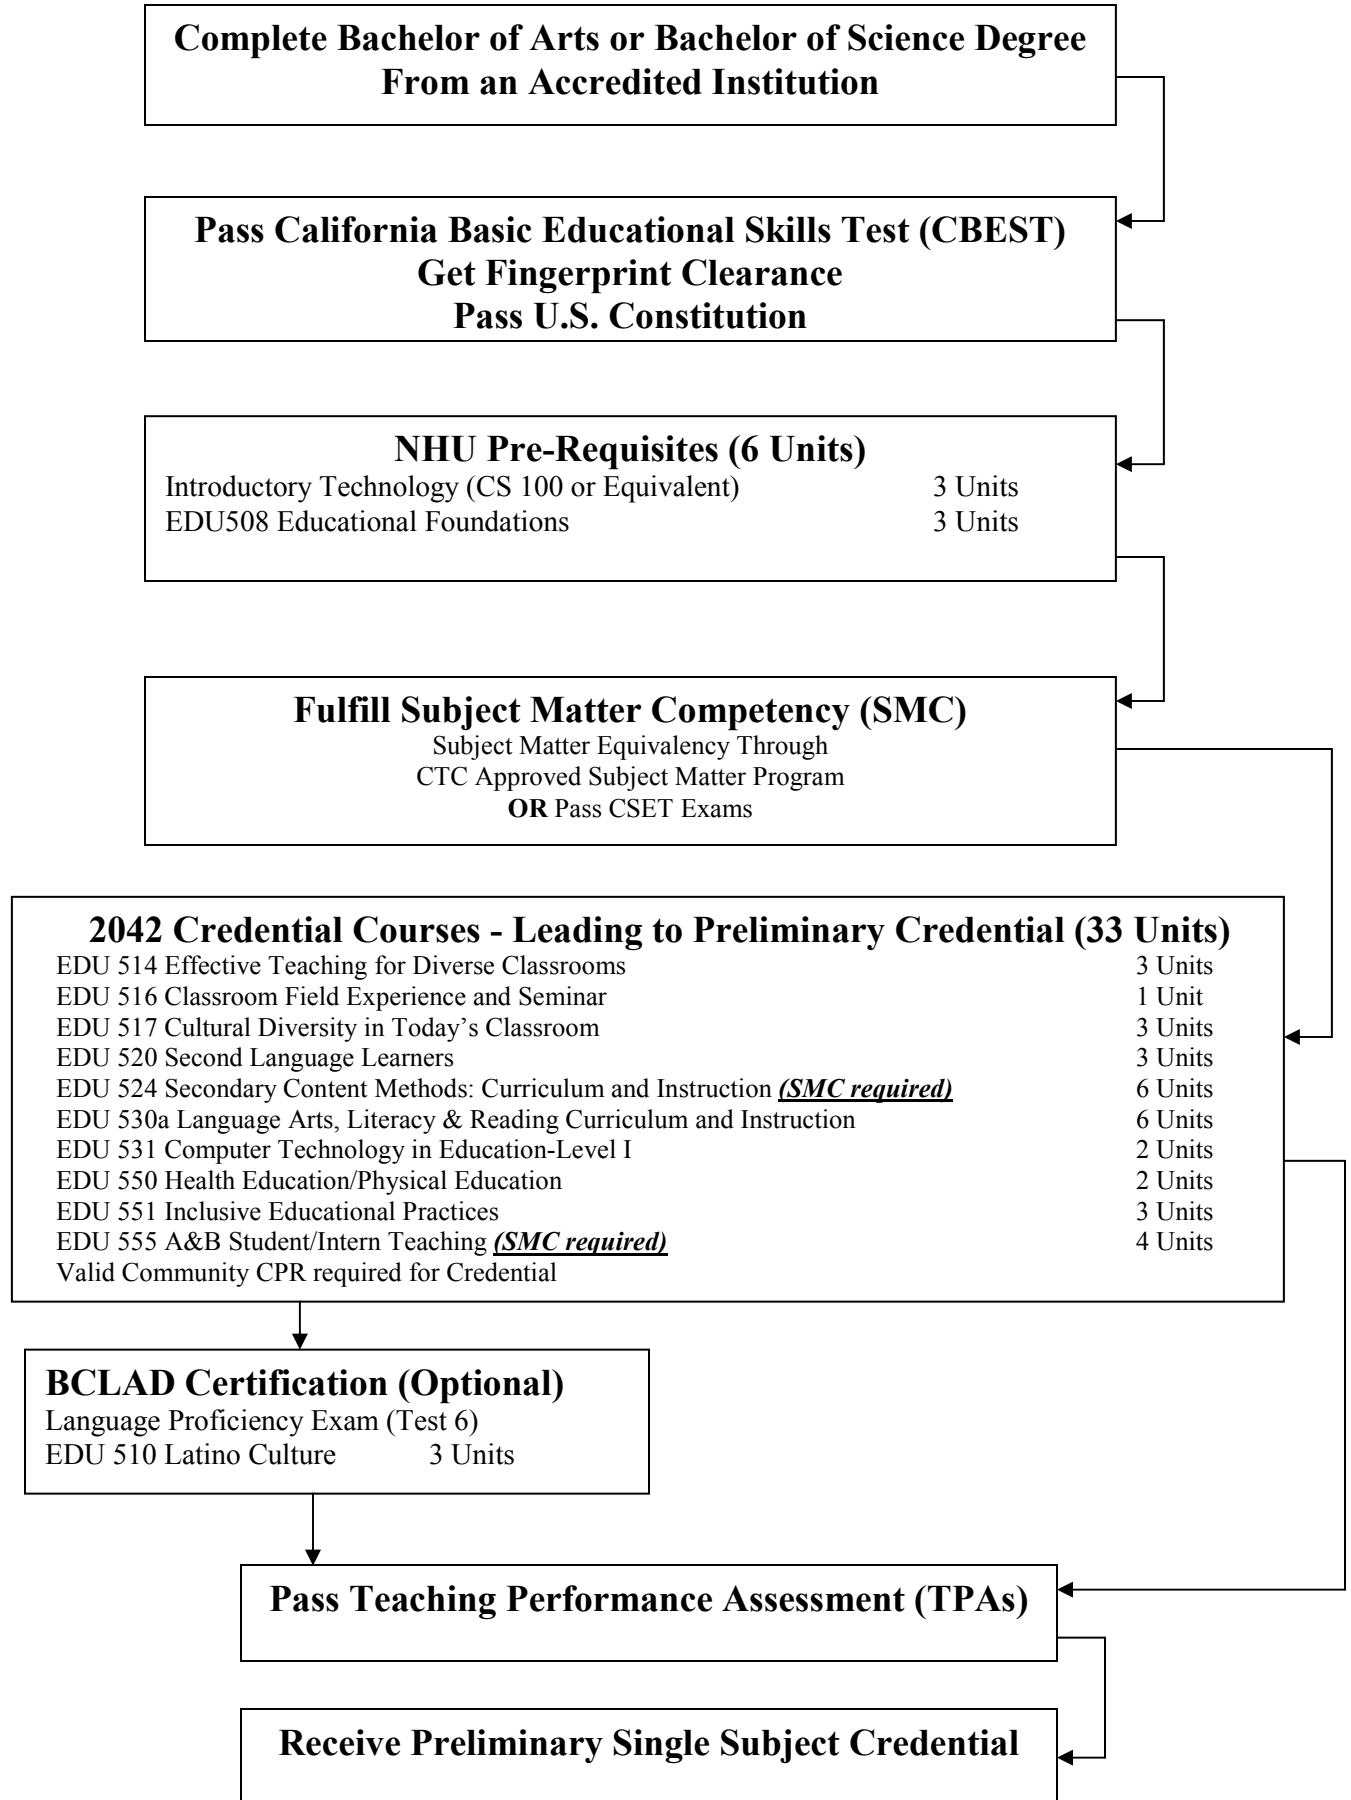 Complete Bachelor of Arts or Bachelor of Science Degree
From an Accredited Institution
Pass California Basic Educational Skills Test (CBEST)
Get Fingerprint Clearance
Pass U.S. Constitution
NHU Pre-Requisites (6 Units)
Introductory Technology (CS 100 or Equivalent) 3 Units
EDU508 Educational Foundations 3 Units
Fulfill Subject Matter Competency (SMC)
Subject Matter Equivalency Through
CTC Approved Subject Matter Program
OR Pass CSET Exams
2042 Credential Courses - Leading to Preliminary Credential (33 Units)
EDU 514 Effective Teaching for Diverse Classrooms 3 Units
EDU 516 Classroom Field Experience and Seminar 1 Unit
EDU 517 Cultural Diversity in Today’s Classroom 3 Units
EDU 520 Second Language Learners 3 Units
EDU 524 Secondary Content Methods: Curriculum and Instruction (SMC required) 6 Units
EDU 530a Language Arts, Literacy & Reading Curriculum and Instruction 6 Units
EDU 531 Computer Technology in Education-Level I 2 Units
EDU 550 Health Education/Physical Education 2 Units
EDU 551 Inclusive Educational Practices 3 Units
EDU 555 A&B Student/Intern Teaching (SMC required) 4 Units
Valid Community CPR required for Credential
BCLAD Certification (Optional)
Language Proficiency Exam (Test 6)
EDU 510 Latino Culture 3 Units
Pass Teaching Performance Assessment (TPAs)
Receive Preliminary Single Subject Credential